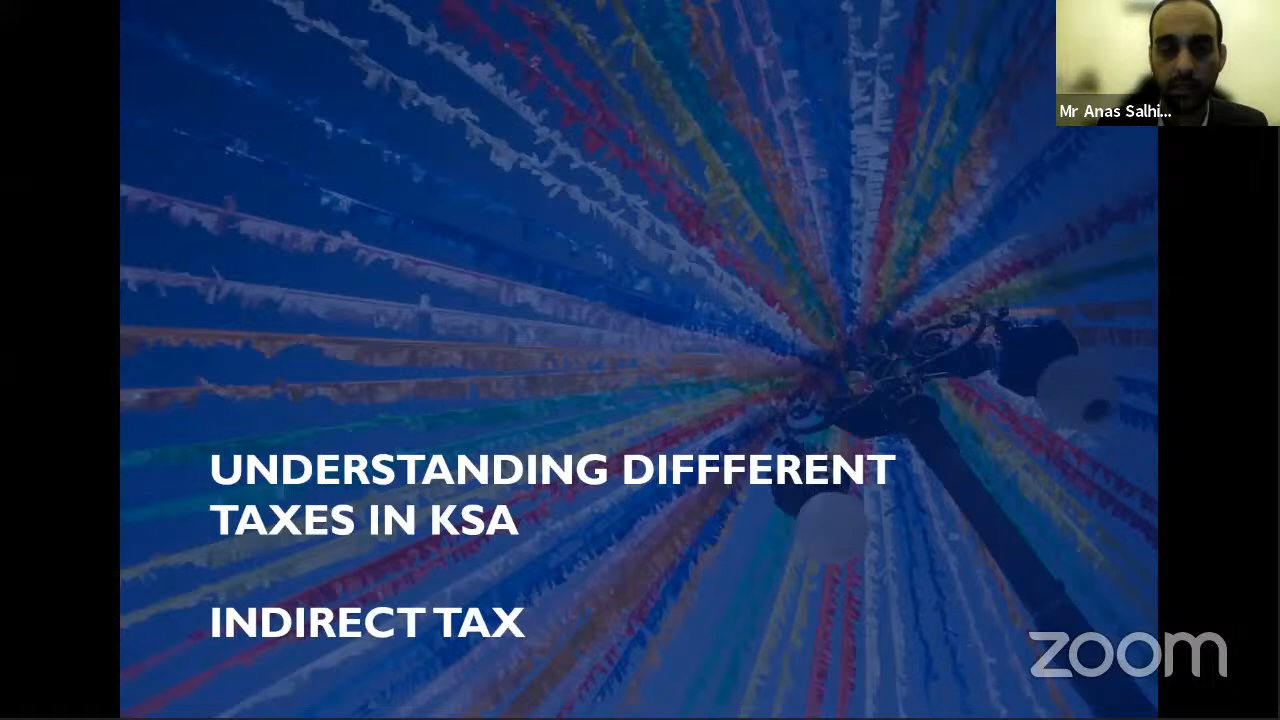 Mr Anas Salhi...
UNDERSTANDING DIFFFERENT
TAXES IN KSA
INDIRECT TAX
zoom